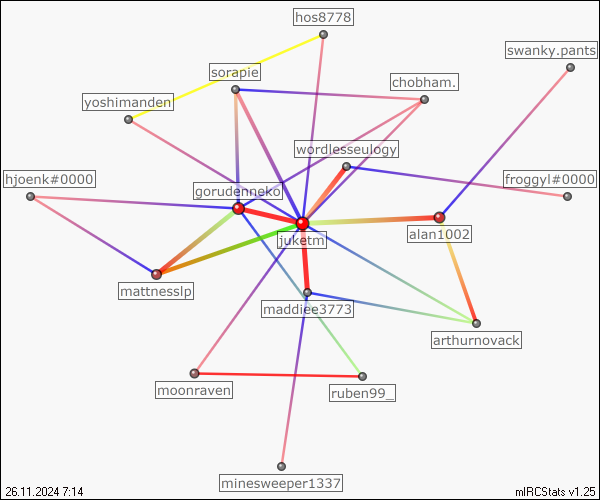 hos8778
swanky.pants
sorapie
chobham.
yoshimanden
wordlesseulogy
hjoenk#0000
froggyl#0000
gorudenneko
juketm
alan1002
mattnesslp
maddiee3773
arthurnovack
moonraven
ruben99_
minesweeper1337
26.11.2024 7:14
mIRCStats v1.25